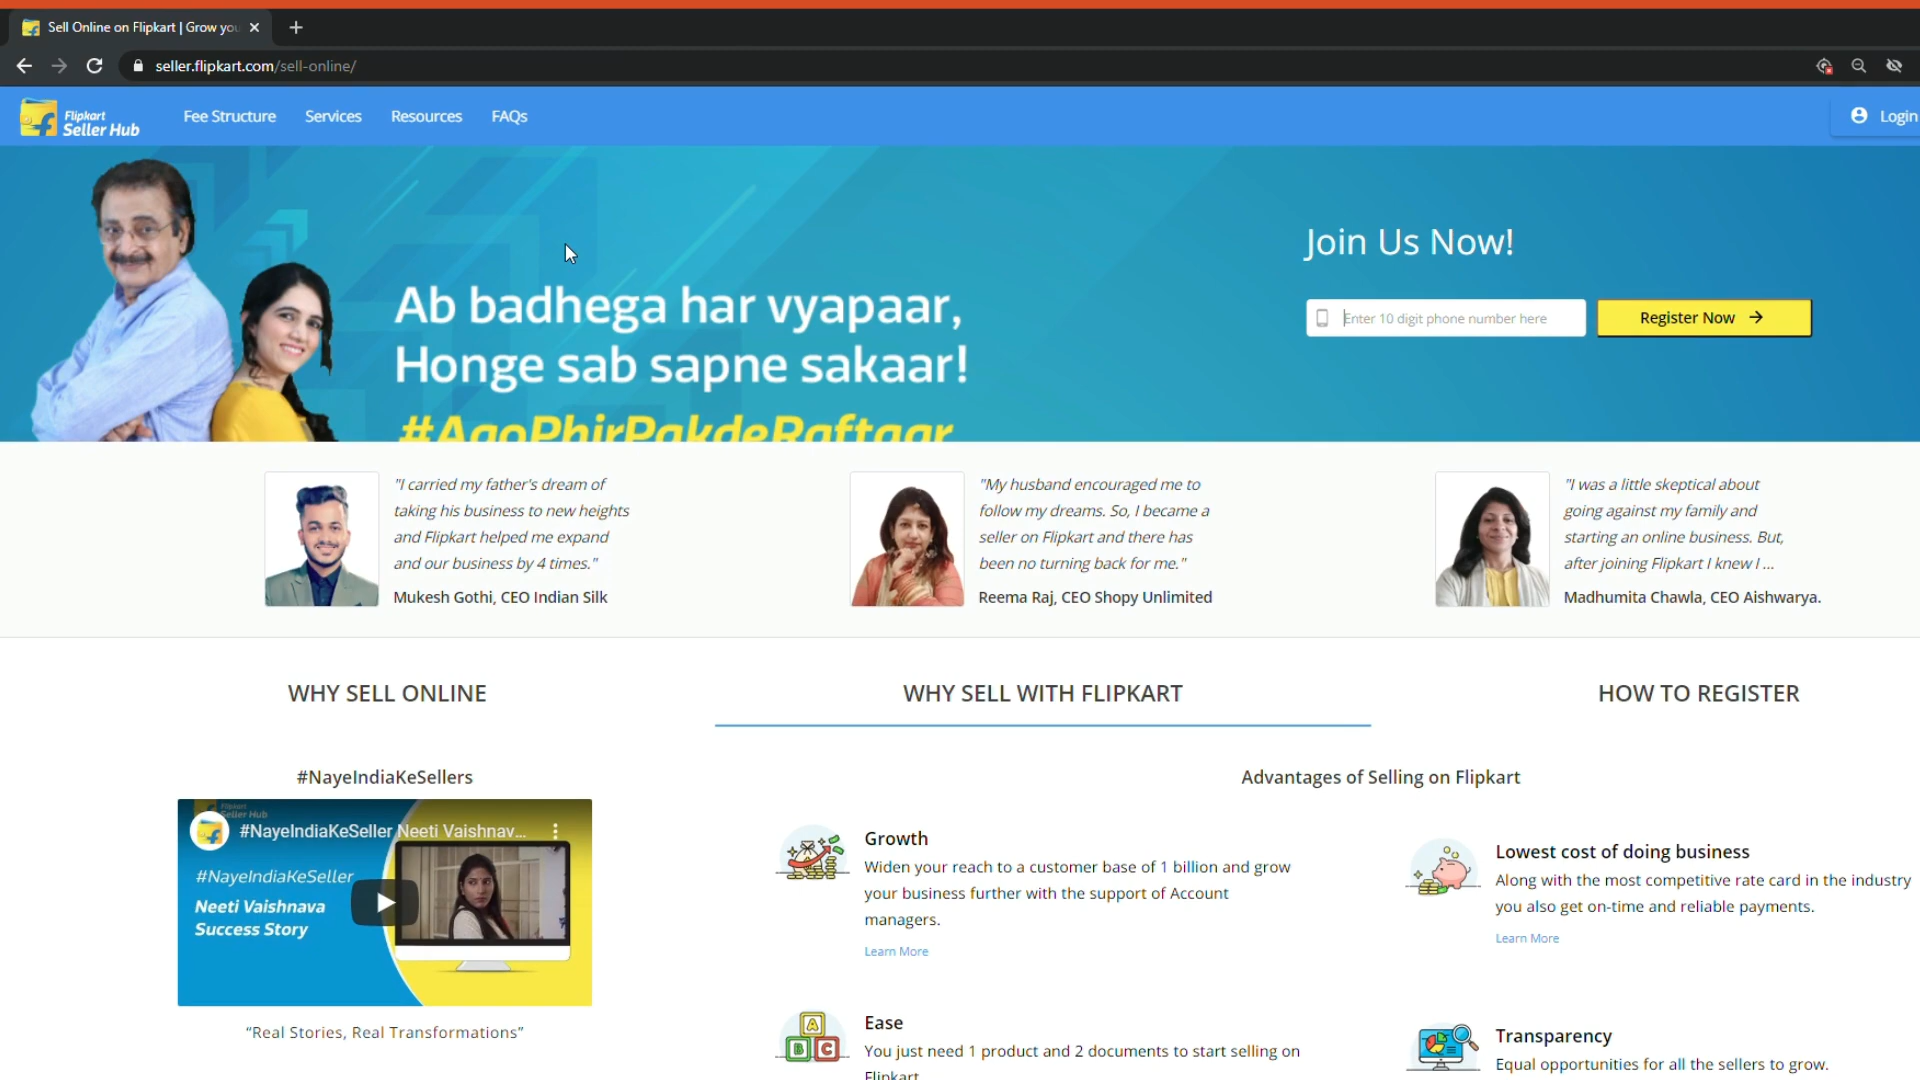 Sell Online on Flipkart | Grow you
seller.flipkart.com/sell-online/
Flipkart
Seller Hub
Fee Structure
Services
Resources
FAQs
Login
Ab badhega har vyapaar,
Honge sab sapne sakaar!
#AaoPhirPakdeRaftaar
Join Us Now!
Enter 10 digit phone number here
Register Now
"I carried my father's dream of
taking his business to new heights
and Flipkart helped me expand
and our business by 4 times."
Mukesh Gothi, CEO Indian Silk
"My husband encouraged me to
follow my dreams. So, I became a
seller on Flipkart and there has
been no turning back for me."
Reema Raj, CEO Shopy Unlimited
"I was a little skeptical about
going against my family and
starting an online business. But,
after joining Flipkart I knew I ...
Madhumita Chawla, CEO Aishwarya.
WHY SELL ONLINE
WHY SELL WITH FLIPKART
HOW TO REGISTER
#NayeIndiaKeSellers
Flipkart
Seller Hub
#NayeIndiaKeSeller Neeti Vaishnav...
#NayeIndiaKeSeller
Neeti Vaishnava
Success Story
“Real Stories, Real Transformations”
Advantages of Selling on Flipkart
Growth
Widen your reach to a customer base of 1 billion and grow
your business further with the support of Account
managers.
Learn More
Lowest cost of doing business
Along with the most competitive rate card in the industry
you also get on-time and reliable payments.
Learn More
A
B C
Ease
You just need 1 product and 2 documents to start selling on
Flipkart
Transparency
Equal opportunities for all the sellers to grow.